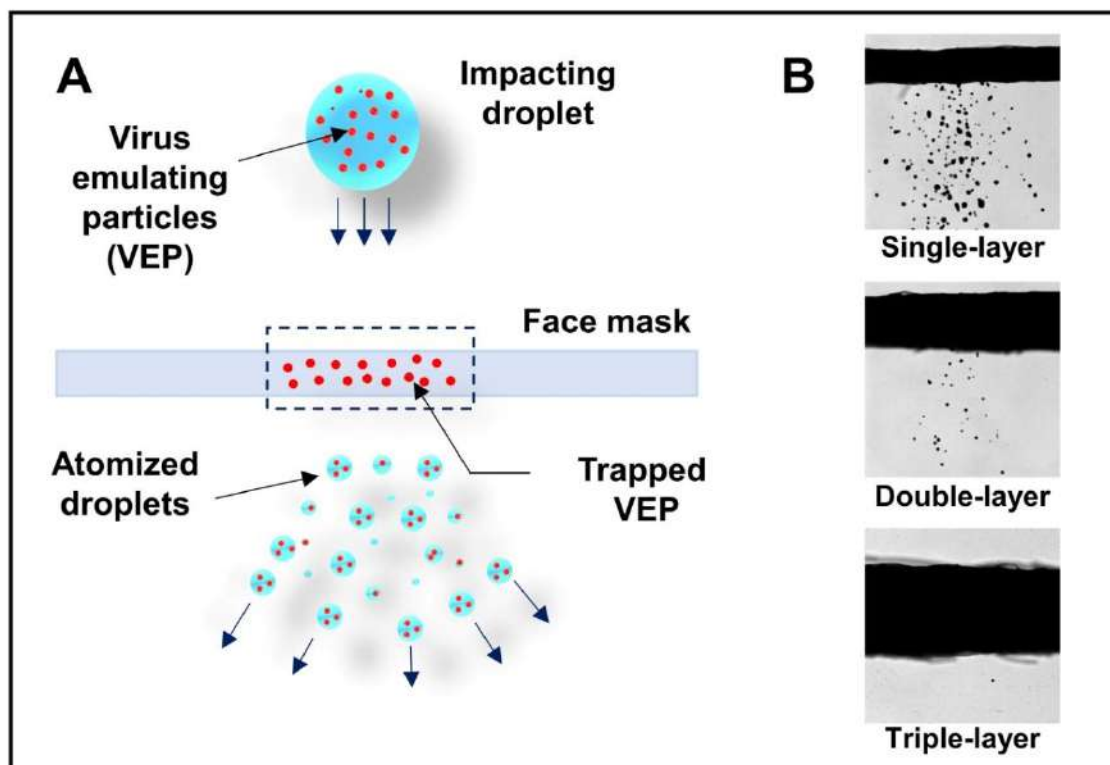 A
Impacting
droplet
Virus
emulating
particles
(VEP)
Face mask
Atomized
droplets
Trapped
VEP
B
Single-layer
Double-layer
Triple-layer